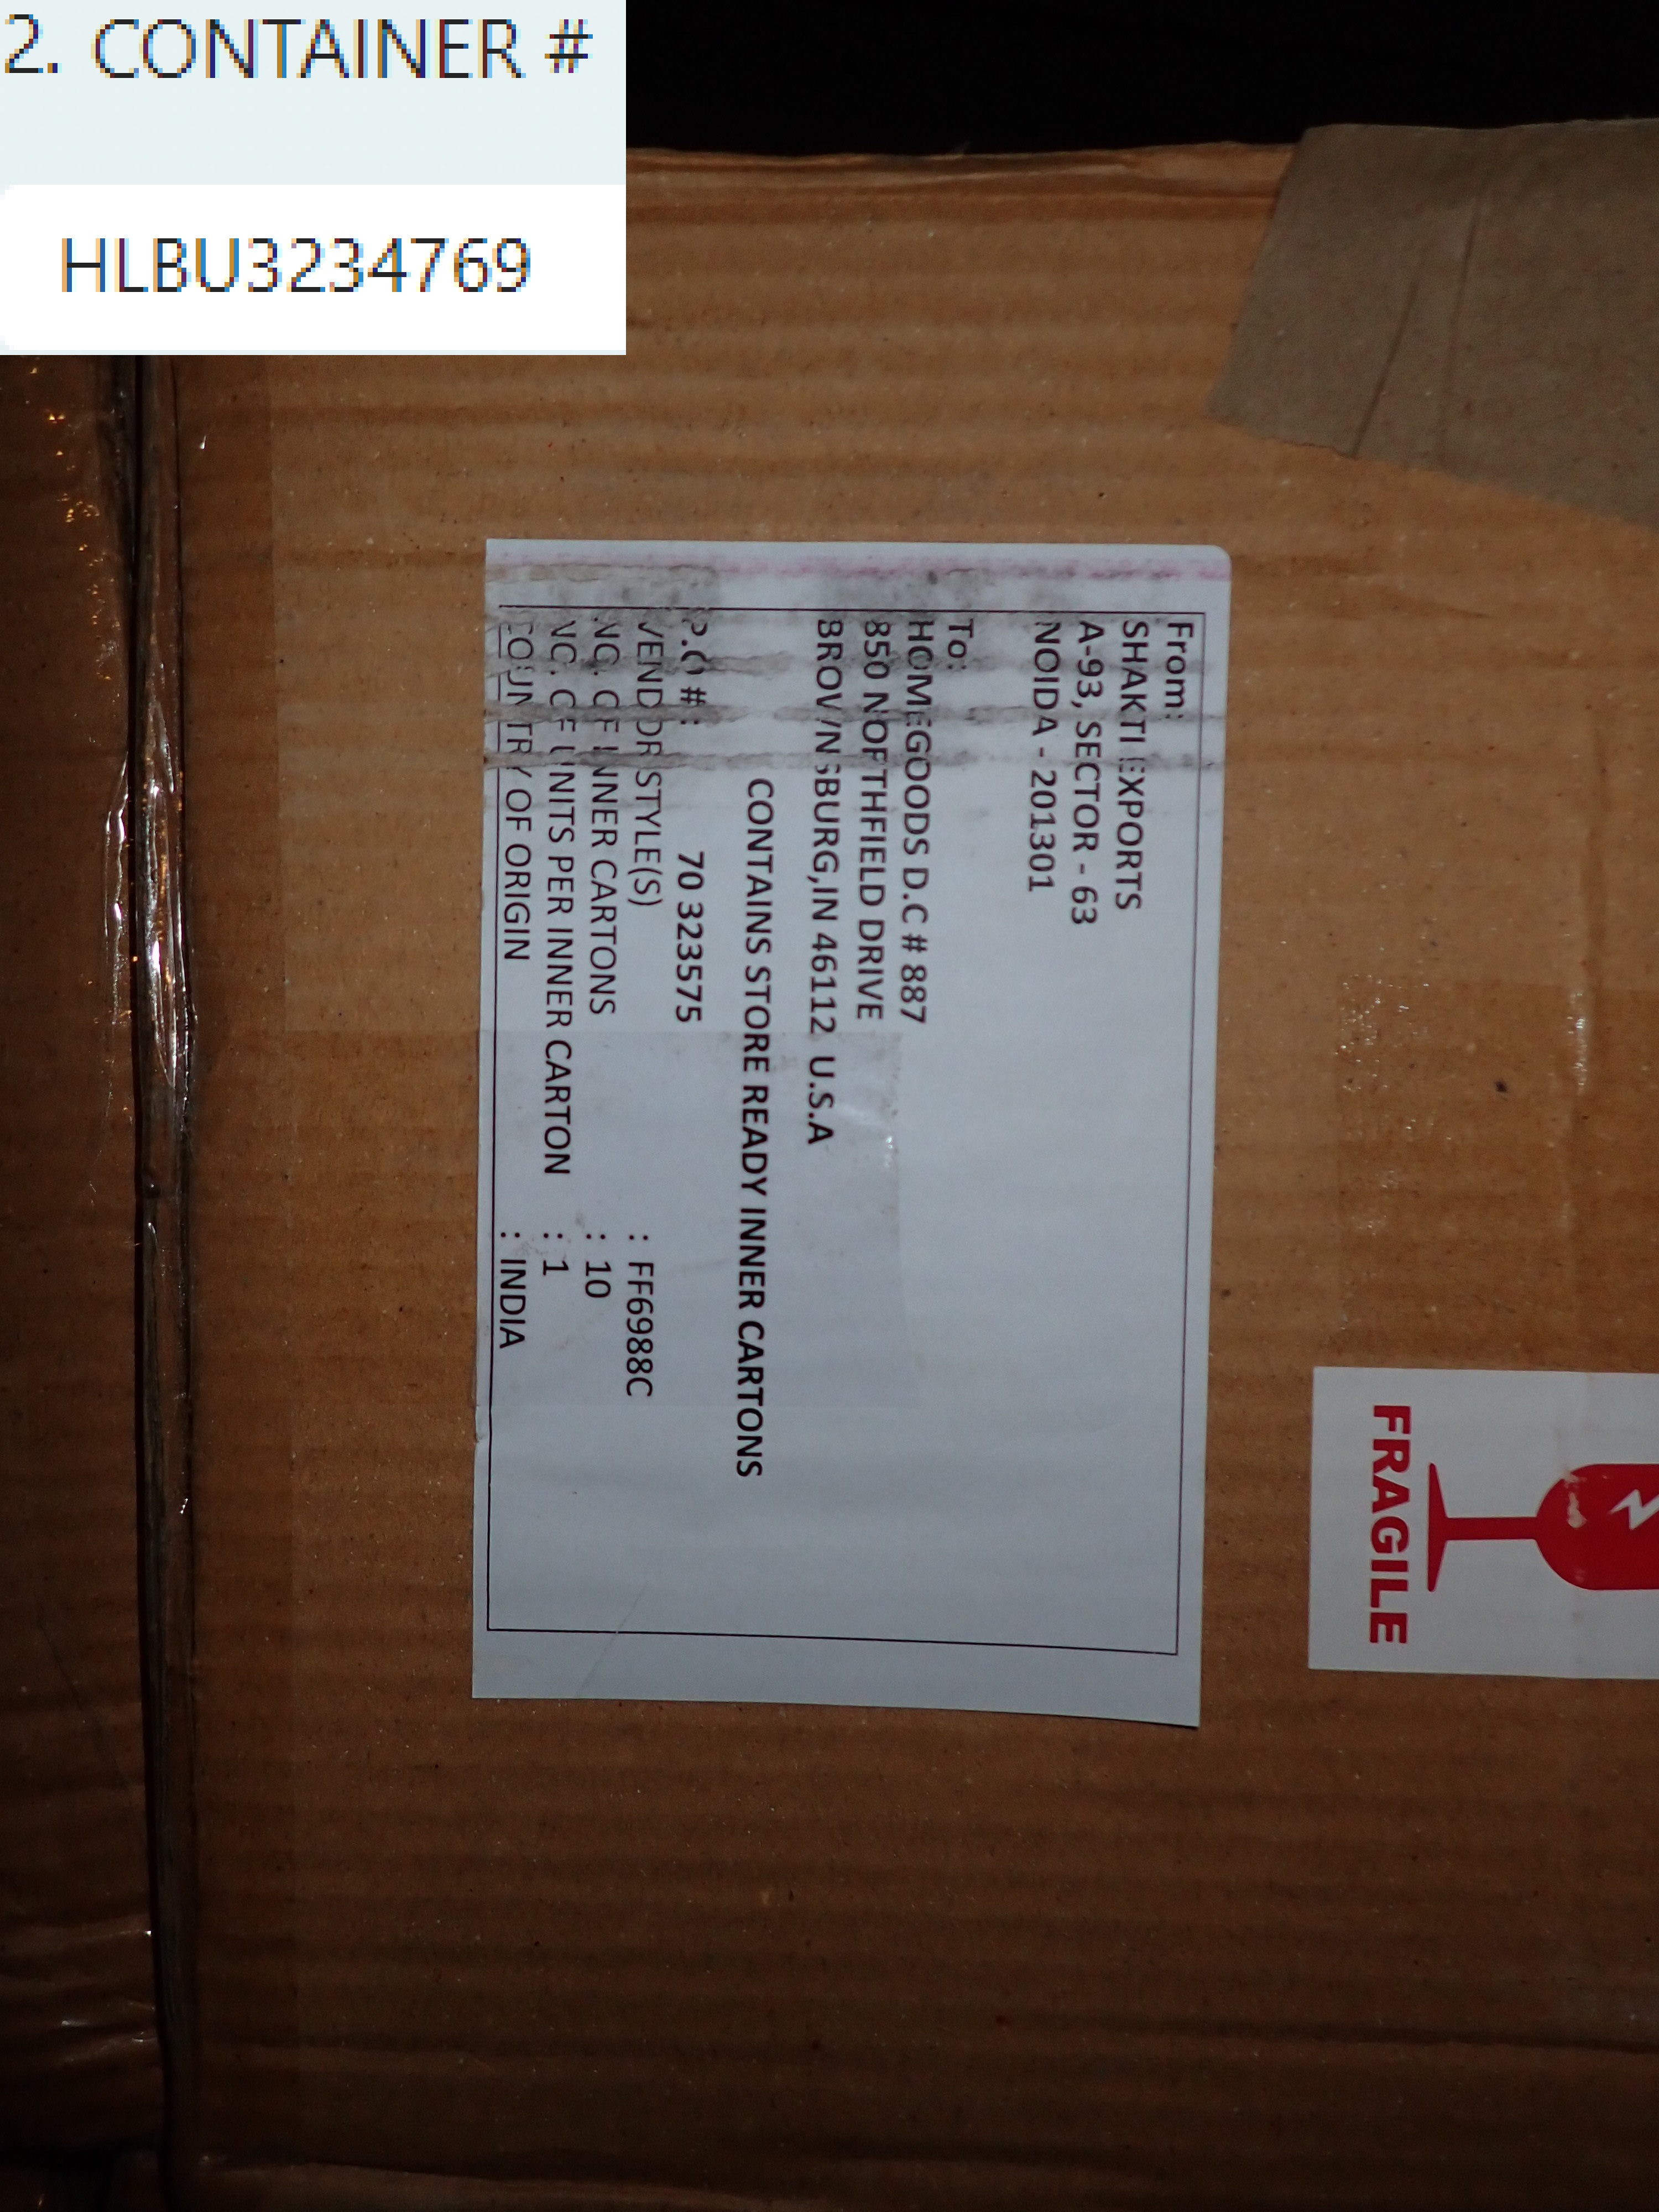 2. CONTAINER #
HLBU3234769
From:
SHAKTI EXPORTS
A-93, SECTOR - 63
NOIDA - 201301
To:
HOMEGOODS D.C # 887
850 NORTHFIELD DRIVE
BROWNSBURG,IN 46112 U.S.A
CONTAINS STORE READY INNER CARTONS
P.O #: 70 323575
VENDOR STYLE(S) : FF6988C
NO. OF INNER CARTONS : 10
NO. OF UNITS PER INNER CARTON : 1
COUNTRY OF ORIGIN : INDIA
FRAGILE